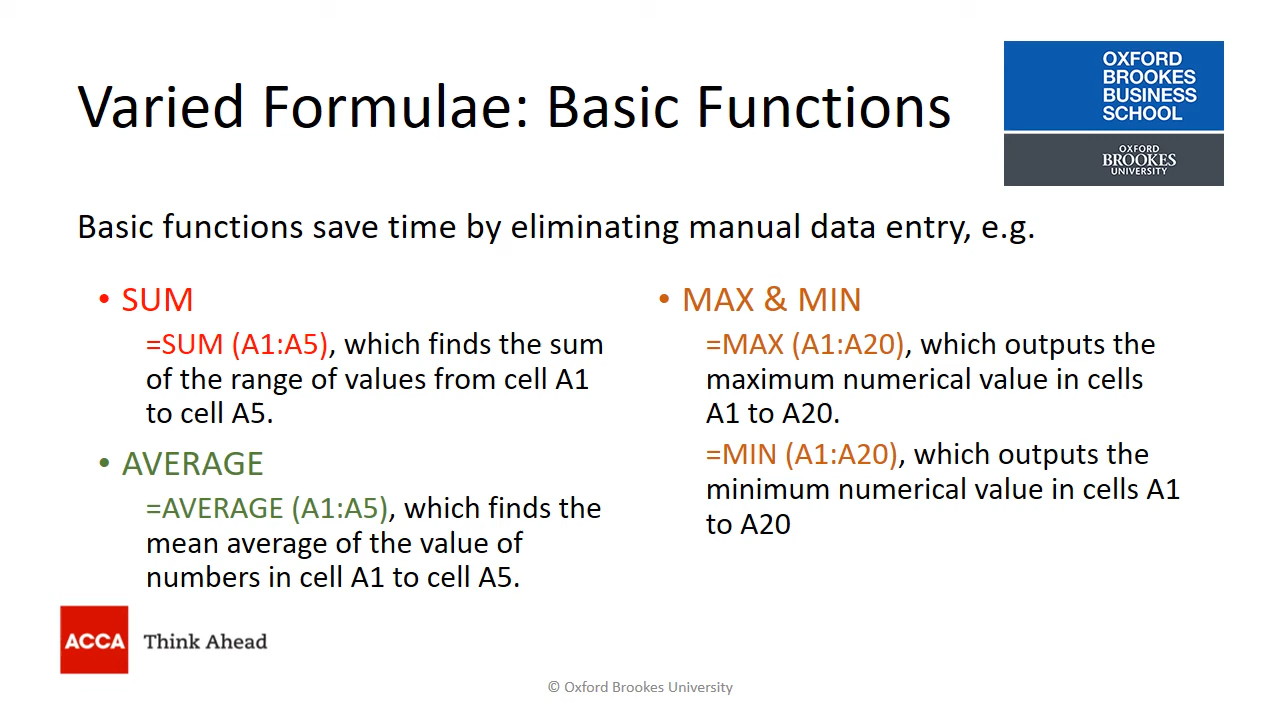 Varied Formulae: Basic Functions
OXFORD
BROOKES
BUSINESS
SCHOOL
OXFORD
BROOKES
UNIVERSITY
Basic functions save time by eliminating manual data entry, e.g.
• SUM
=SUM (A1:A5), which finds the sum
of the range of values from cell A1
to cell A5.
• AVERAGE
=AVERAGE (A1:A5), which finds the
mean average of the value of
numbers in cell A1 to cell A5.
• MAX & MIN
=MAX (A1:A20), which outputs the
maximum numerical value in cells
A1 to A20.
=MIN (A1:A20), which outputs the
minimum numerical value in cells A1
to A20
ACCA Think Ahead
© Oxford Brookes University